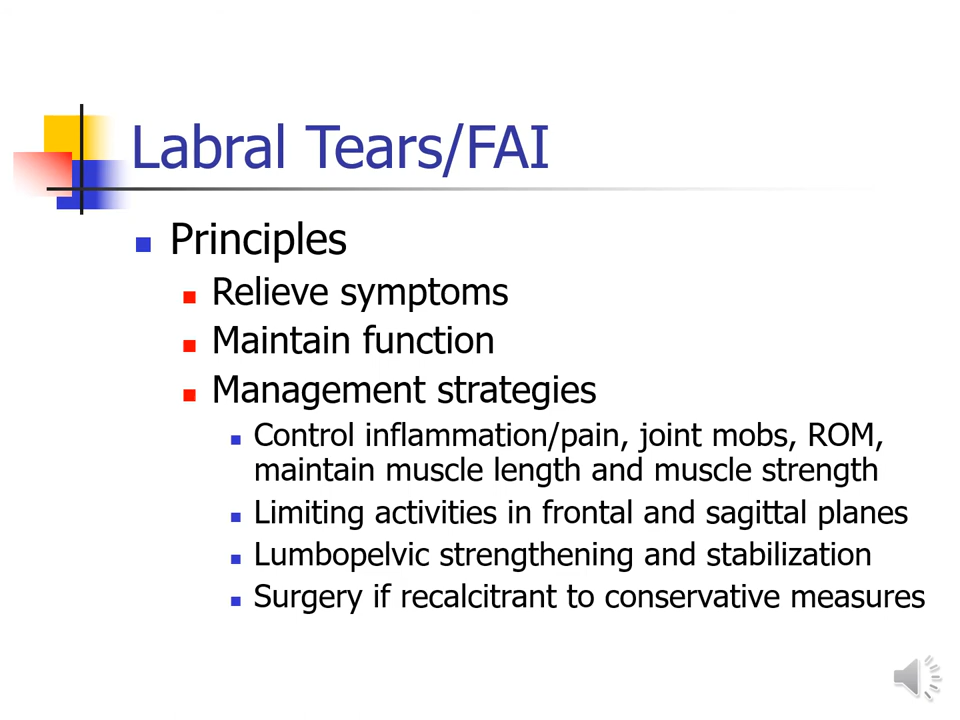 Labral Tears/FAI
Principles
Relieve symptoms
Maintain function
Management strategies
Control inflammation/pain, joint mobs, ROM,
maintain muscle length and muscle strength
Limiting activities in frontal and sagittal planes
Lumbopelvic strengthening and stabilization
Surgery if recalcitrant to conservative measures